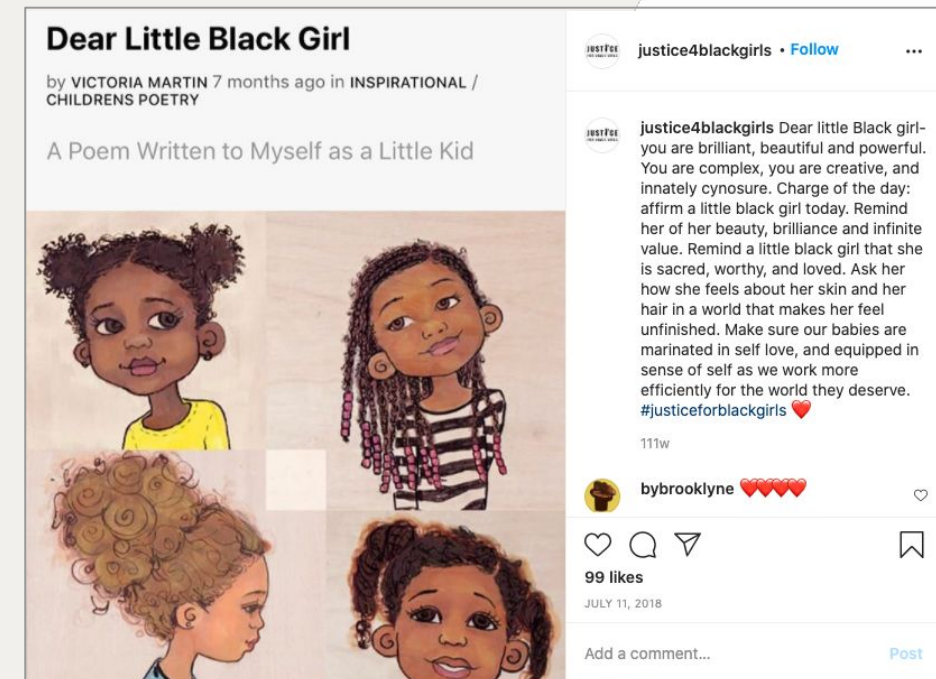 Dear Little Black Girl
by VICTORIA MARTIN 7 months ago in INSPIRATIONAL /
CHILDRENS POETRY
A Poem Written to Myself as a Little Kid
justice4blackgirls • Follow
justice4blackgirls Dear little Black girl-
you are brilliant, beautiful and powerful.
You are complex, you are creative, and
innately cynosure. Charge of the day:
affirm a little black girl today. Remind
her of her beauty, brilliance and infinite
value. Remind a little black girl that she
is sacred, worthy, and loved. Ask her
how she feels about her skin and her
hair in a world that makes her feel
unfinished. Make sure our babies are
marinated in self love, and equipped in
sense of self as we work more
efficiently for the world they deserve.
#justiceforblackgirls ❤️
111w
bybrooklyne ❤️❤️❤️❤️
99 likes
JULY 11, 2018
Add a comment...
Post